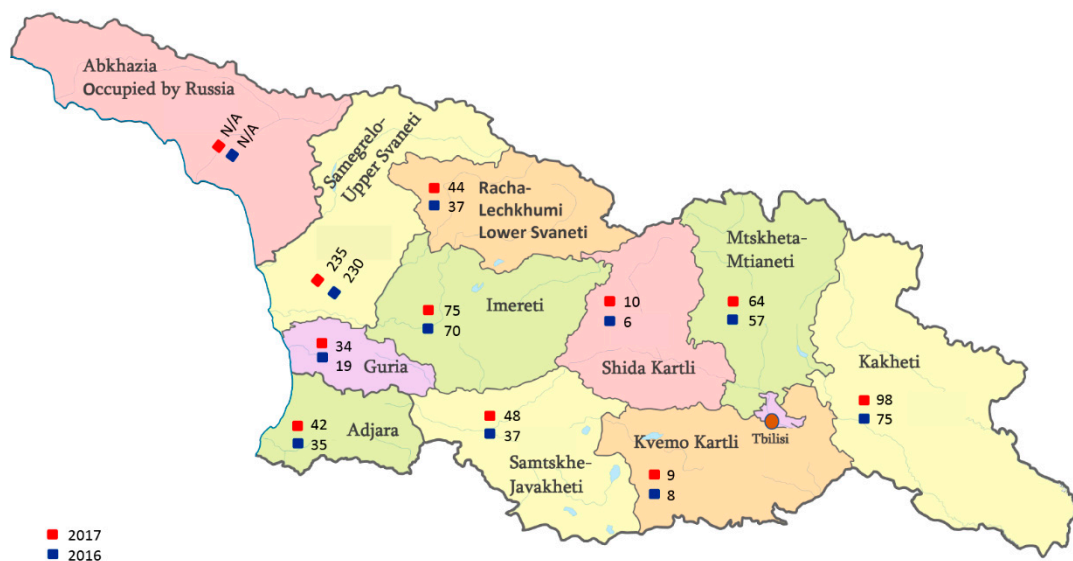 Abkhazia
Occupied by Russia
N/A
N/A
Samegrelo-
Upper Svaneti
235
230
44
37
Racha-
Lechkhumi
Lower Svaneti
Mtskheta-
Mtianeti
64
57
75
70
Imereti
10
6
Shida Kartli
34
19
Guria
Kakheti
98
75
42
35
Adjara
48
37
Samtskhe-
Javakheti
Kvemo Kartli
9
8
Tbilisi
2017
2016